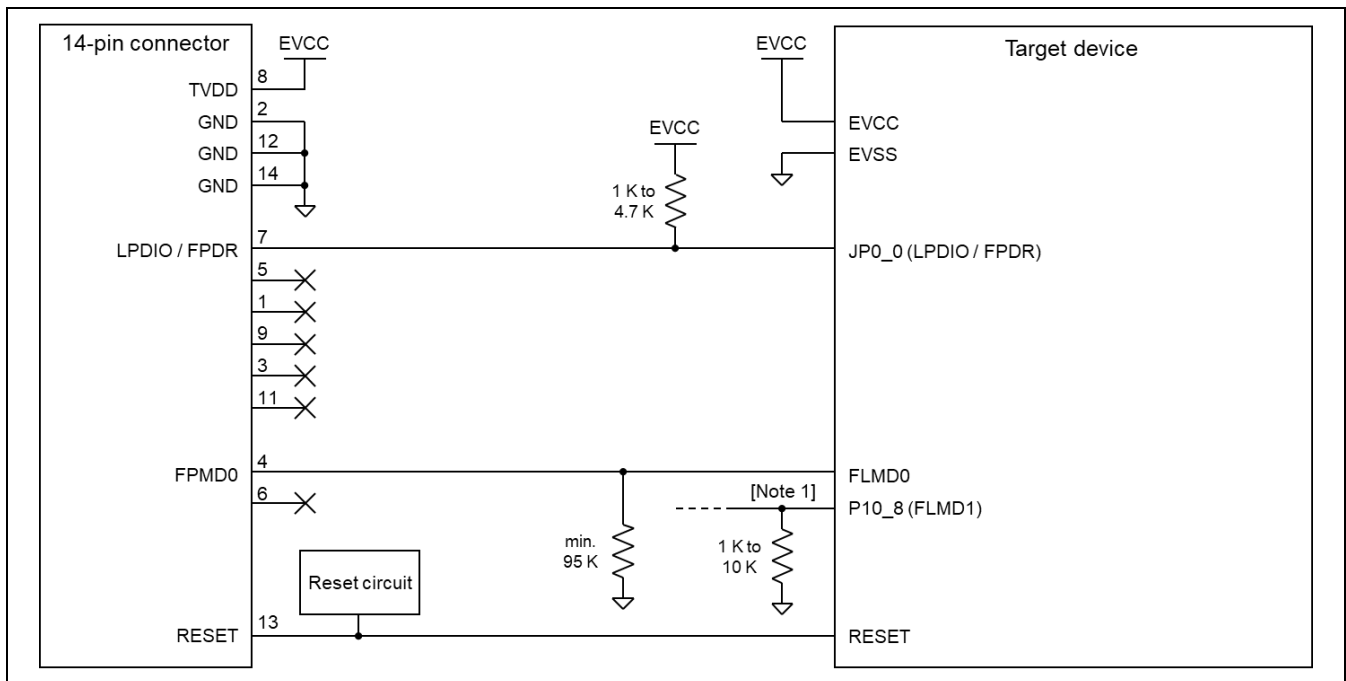 14-pin connector
EVCC
8
TVDD
2
GND
12
GND
14
GND
7
LPDIO / FPDR
5
1
9
3
11
4
FPMD0
6
Reset circuit
13
RESET
EVCC
1 K to
4.7 K
min.
95 K
[Note 1]
1 K to
10 K
EVCC
Target device
EVCC
EVSS
JP0_0 (LPDIO / FPDR)
FLMD0
P10_8 (FLMD1)
RESET